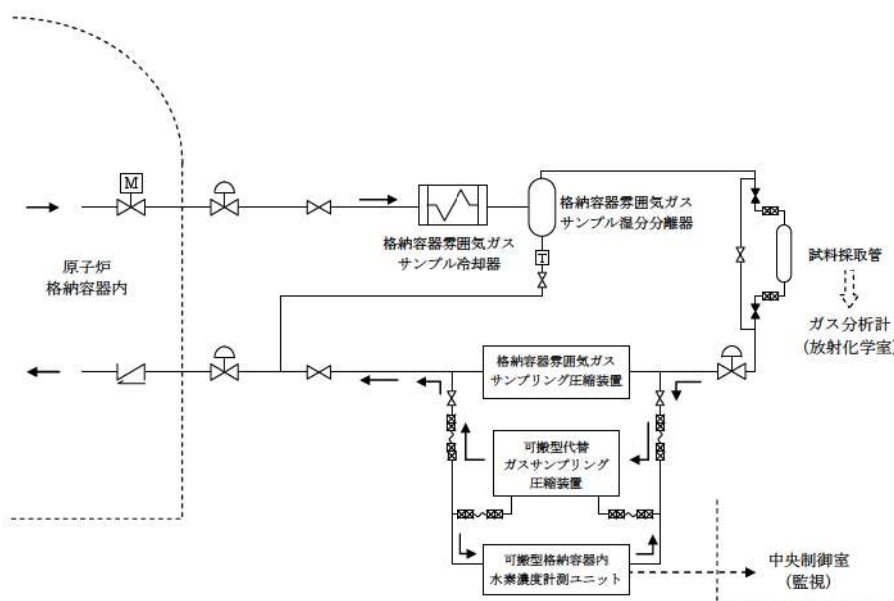 M
格納容器雰囲気ガス
サンプル湿分分離器
格納容器雰囲気ガス
サンプル冷却器
T
原子炉
格納容器内
試料採取管
ガス分析計
(放射化学室)
格納容器雰囲気ガス
サンプリング圧縮装置
可搬型代替
ガスサンプリング
圧縮装置
可搬型格納容器内
水素濃度計測ユニット
中央制御室
(監視)